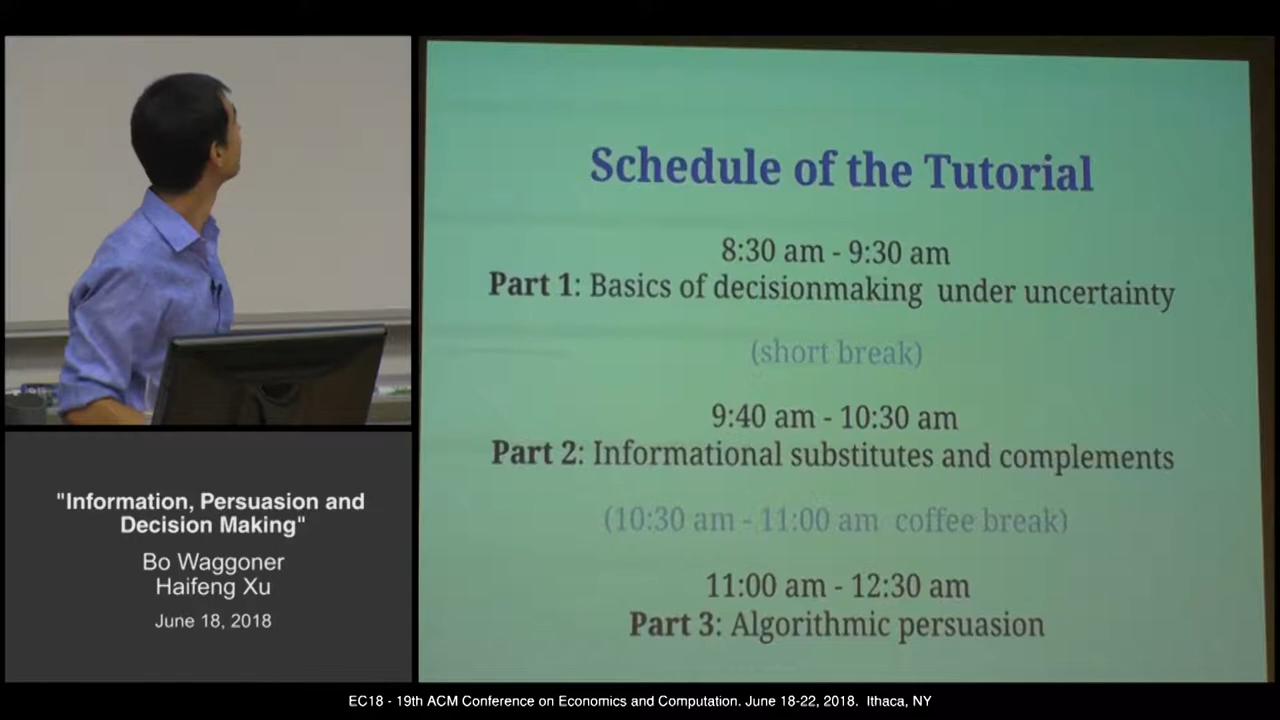 Schedule of the Tutorial
8:30 am - 9:30 am
Part 1: Basics of decisionmaking under uncertainty
(short break)
9:40 am - 10:30 am
Part 2: Informational substitutes and complements
(10:30 am - 11:00 am coffee break)
11:00 am - 12:30 am
Part 3: Algorithmic persuasion
"Information, Persuasion and
Decision Making"
Bo Waggoner
Haifeng Xu
June 18, 2018
EC18 - 19th ACM Conference on Economics and Computation. June 18-22, 2018. Ithaca, NY